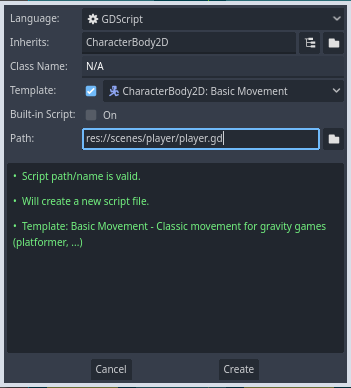 Language: GDScript
Inherits: CharacterBody2D
Class Name: N/A
Template: CharacterBody2D: Basic Movement
Built-in Script: On
Path: res://scenes/player/player.gd
• Script path/name is valid.
• Will create a new script file.
• Template: Basic Movement - Classic movement for gravity games
(platformer, ...)
Cancel Create